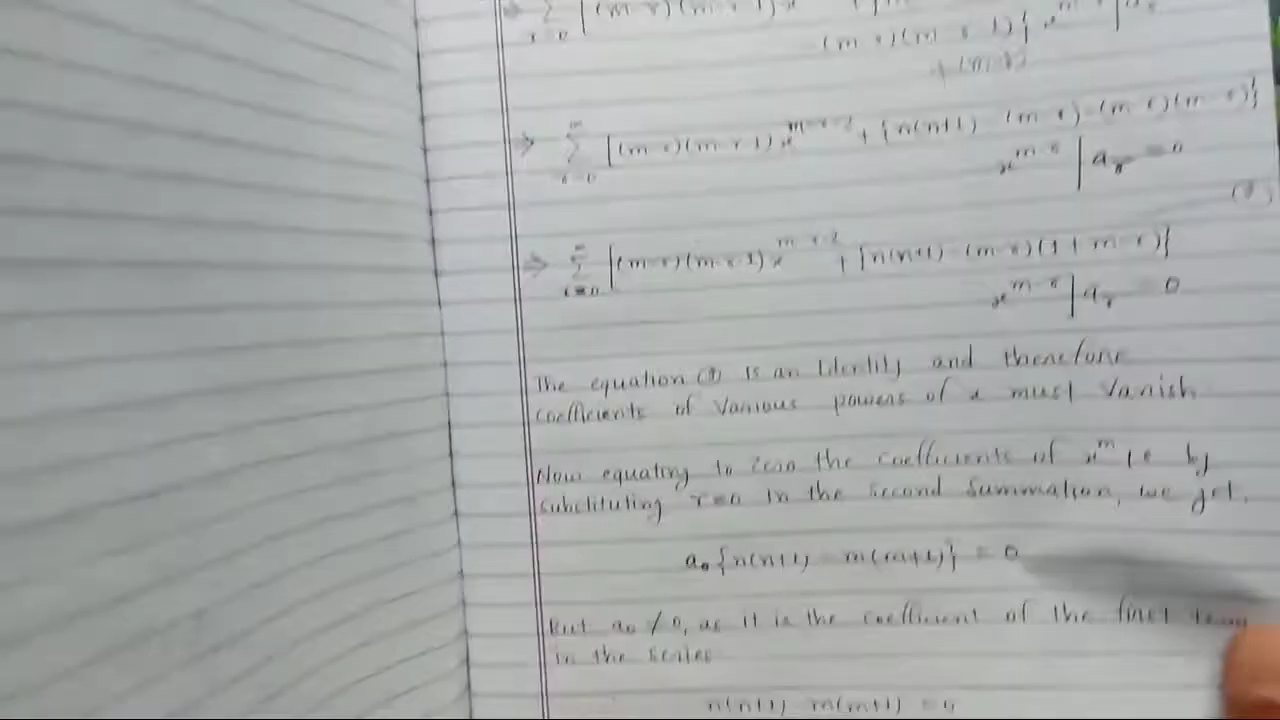 ⇒ ∑ [(m-r)(m-r-1)x
(m-r)(m-r-1)} x^m-r] a_r
⇒ ∞ ∑ r=0 [(m-r)(m-r-1)x^m-r-2 + {n(n+1) - (m-r) - (m-r)(m-r)}
x^m-r] a_r = 0
⇒ ∞ ∑ r=0 [(m-r)(m-r-1)x^m-r-2 + {n(n+1) - (m-r)(1+m-r)}
x^m-r] a_r = 0
The equation is an Identity and therefore
coefficients of Various powers of x must Vanish
Now equating to zero the coefficients of x^m i.e by
substituting r=0 in the second Summation, we get,
a₀{n(n+1) - m(m+1)} = 0
But a₀ ≠ 0, as it is the coefficient of the first term
in the series
n(n+1) - m(m+1) = 0